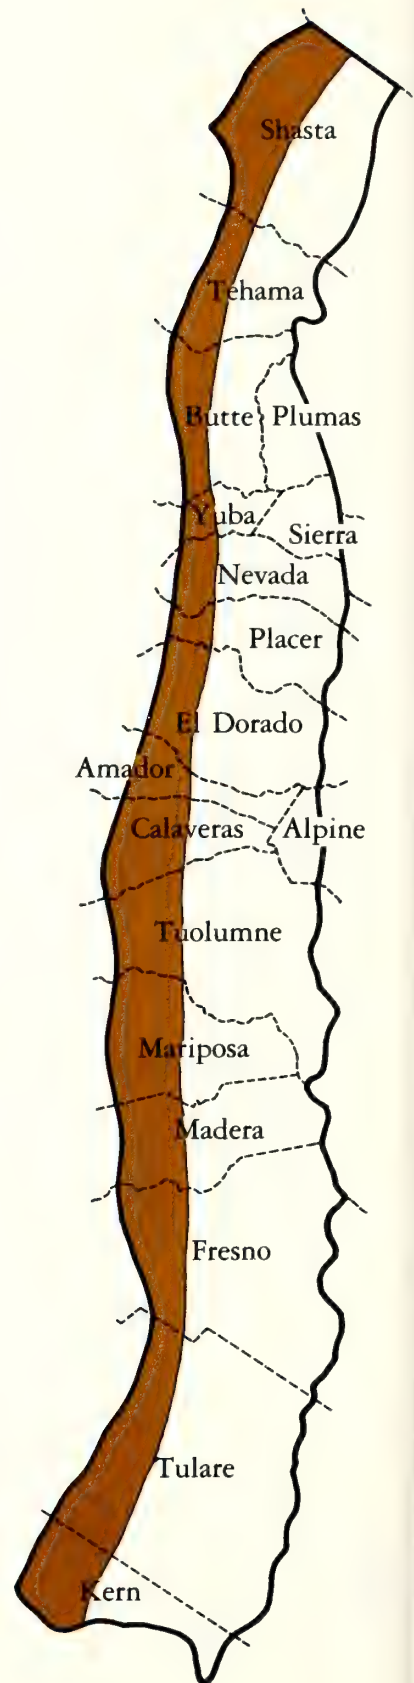 Shasta
Tehama
Butte
Plumas
Yuba
Sierra
Nevada
Placer
El Dorado
Amador
Calaveras
Alpine
Tuolumne
Mariposa
Madera
Fresno
Tulare
Kern